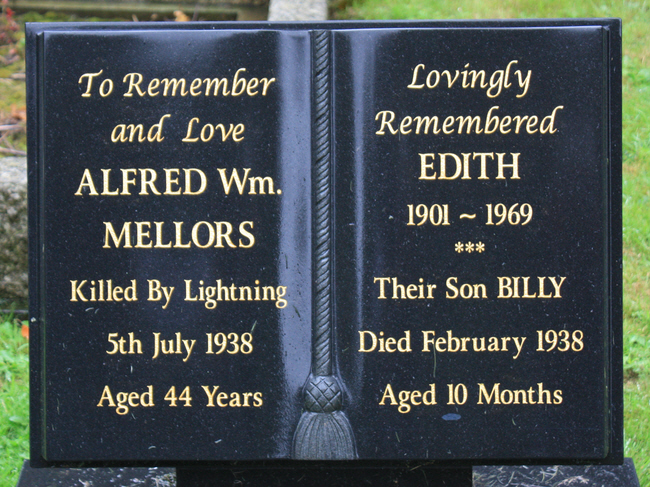 To Remember
and Love
ALFRED Wm.
MELLORS
Killed By Lightning
5th July 1938
Aged 44 Years
Lovingly
Remembered
EDITH
1901 ~ 1969
***
Their Son BILLY
Died February 1938
Aged 10 Months